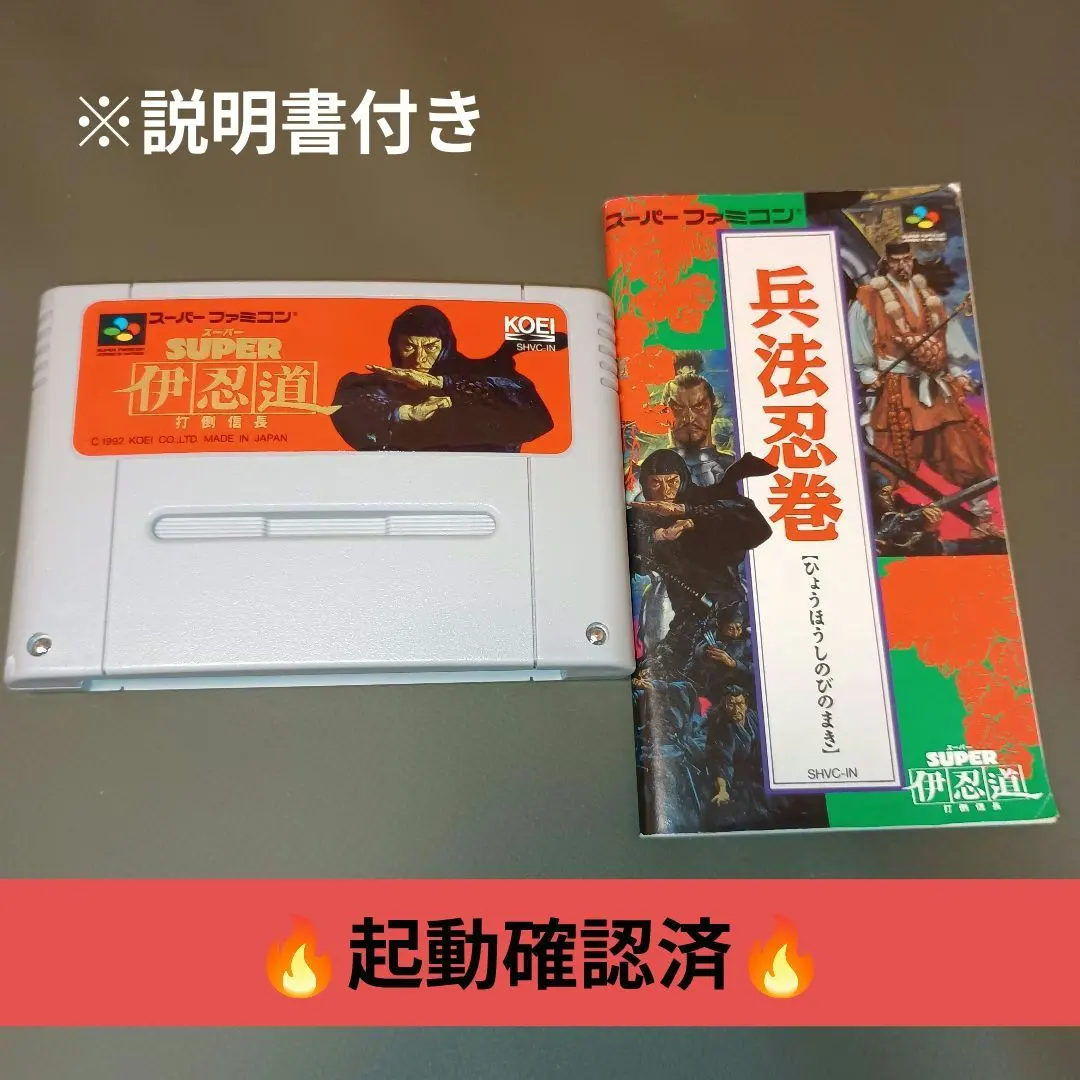 ※説明書付き
スーパーファミコン
スーパー
SUPER
伊忍道
打倒信長
© 1992 KOEI CO.,LTD. MADE IN JAPAN
KOEI
SHVC-IN
スーパーファミコン
兵法忍巻
【ひょうほうしのびのまき】
SHVC-IN
スーパー
SUPER
伊忍道
打倒信長
🔥起動確認済🔥